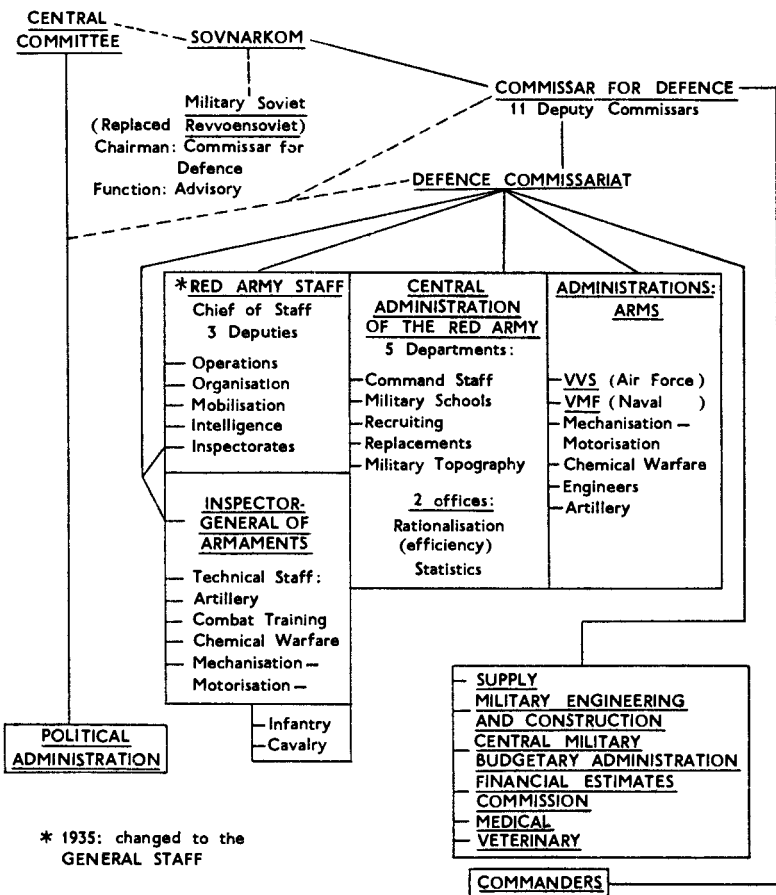 CENTRAL
COMMITTEE
SOVNARKOM
Military Soviet
(Replaced Revvoensoviet)
Chairman: Commissar for
Defence
Function: Advisory
COMMISSAR FOR DEFENCE
11 Deputy Commissars
DEFENCE COMMISSARIAT
*RED ARMY STAFF
Chief of Staff
3 Deputies
Operations
Organisation
Mobilisation
Intelligence
Inspectorates
CENTRAL
ADMINISTRATION
OF THE RED ARMY
5 Departments:
Command Staff
Military Schools
Recruiting
Replacements
Military Topography
2 offices:
Rationalisation
(efficiency)
Statistics
ADMINISTRATIONS:
ARMS
VVS (Air Force)
VMF (Naval )
Mechanisation —
Motorisation
Chemical Warfare
Engineers
Artillery
INSPECTOR-
GENERAL OF
ARMAMENTS
Technical Staff:
Artillery
Combat Training
Chemical Warfare
Mechanisation —
Motorisation —
Infantry
Cavalry
POLITICAL
ADMINISTRATION
SUPPLY
MILITARY ENGINEERING
AND CONSTRUCTION
CENTRAL MILITARY
BUDGETARY ADMINISTRATION
FINANCIAL ESTIMATES
COMMISSION
MEDICAL
VETERINARY
* 1935: changed to the
GENERAL STAFF
COMMANDERS